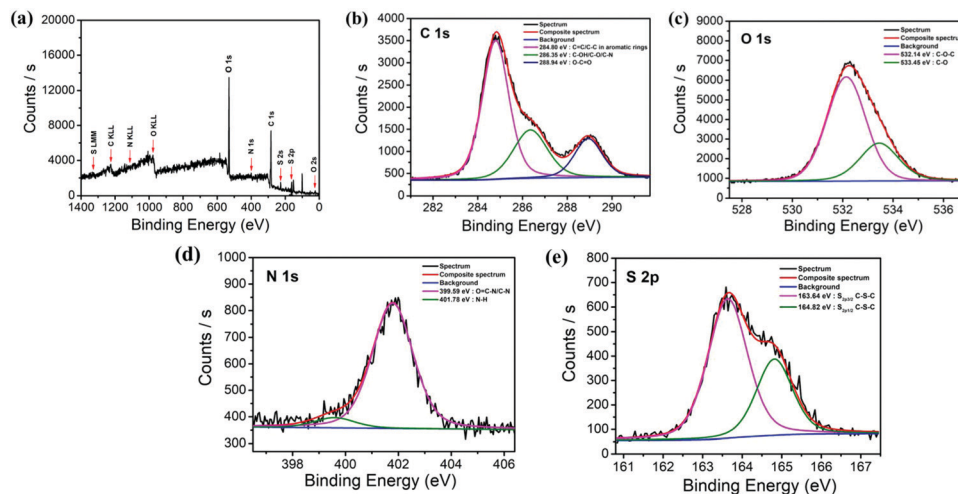 (a)
20000
16000
12000
8000
4000
0
Counts / s
S LMM
C KLL
N KLL
O KLL
O 1s
N 1s
C 1s
S 2s
S 2p
O 2s
1400 1200 1000 800 600 400 200 0
Binding Energy (eV)
(b)
C 1s
4000
3500
3000
2500
2000
1500
1000
500
0
Counts / s
Spectrum
Composite spectrum
Background
284.80 eV : C=C/C-C in aromatic rings
286.35 eV : C-OH/C-O/C-N
288.94 eV : O-C=O
282 284 286 288 290
Binding Energy (eV)
(c)
O 1s
9000
8000
7000
6000
5000
4000
3000
2000
1000
0
Counts / s
Spectrum
Composite spectrum
Background
532.14 eV : C-O-C
533.45 eV : C-O
528 530 532 534 536
Binding Energy (eV)
(d)
N 1s
1000
900
800
700
600
500
400
300
Counts / s
Spectrum
Composite spectrum
Background
399.59 eV : O=C-N/C-N
401.78 eV : N-H
398 400 402 404 406
Binding Energy (eV)
(e)
S 2p
800
700
600
500
400
300
200
100
0
Counts / s
Spectrum
Composite spectrum
Background
163.64 eV : S2p3/2 C-S-C
164.82 eV : S2p1/2 C-S-C
161 162 163 164 165 166 167
Binding Energy (eV)